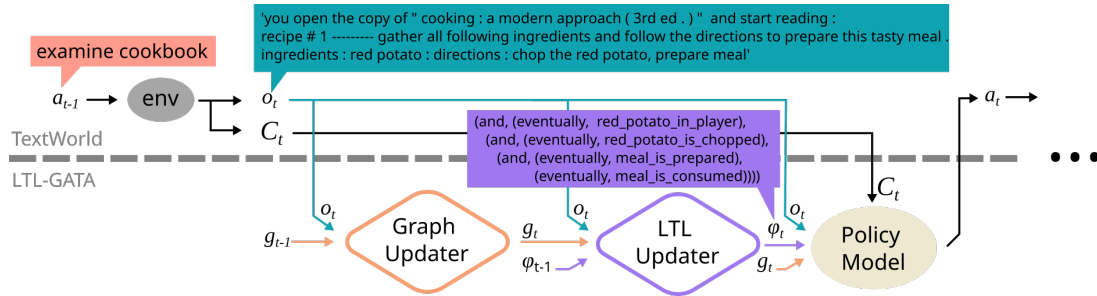 'you open the copy of " cooking : a modern approach ( 3rd ed . ) "  and start reading :
recipe # 1 --------- gather all following ingredients and follow the directions to prepare this tasty meal .
ingredients : red potato : directions : chop the red potato, prepare meal'
examine cookbook
a_{t-1}
env
o_t
C_t
a_t
TextWorld
LTL-GATA
(and, (eventually,  red_potato_in_player),
(and, (eventually, red_potato_is_chopped),
(and, (eventually, meal_is_prepared),
(eventually, meal_is_consumed))))
C_t
o_t
g_{t-1}
Graph
Updater
g_t
o_t
φ_{t-1}
LTL
Updater
φ_t
o_t
g_t
Policy
Model